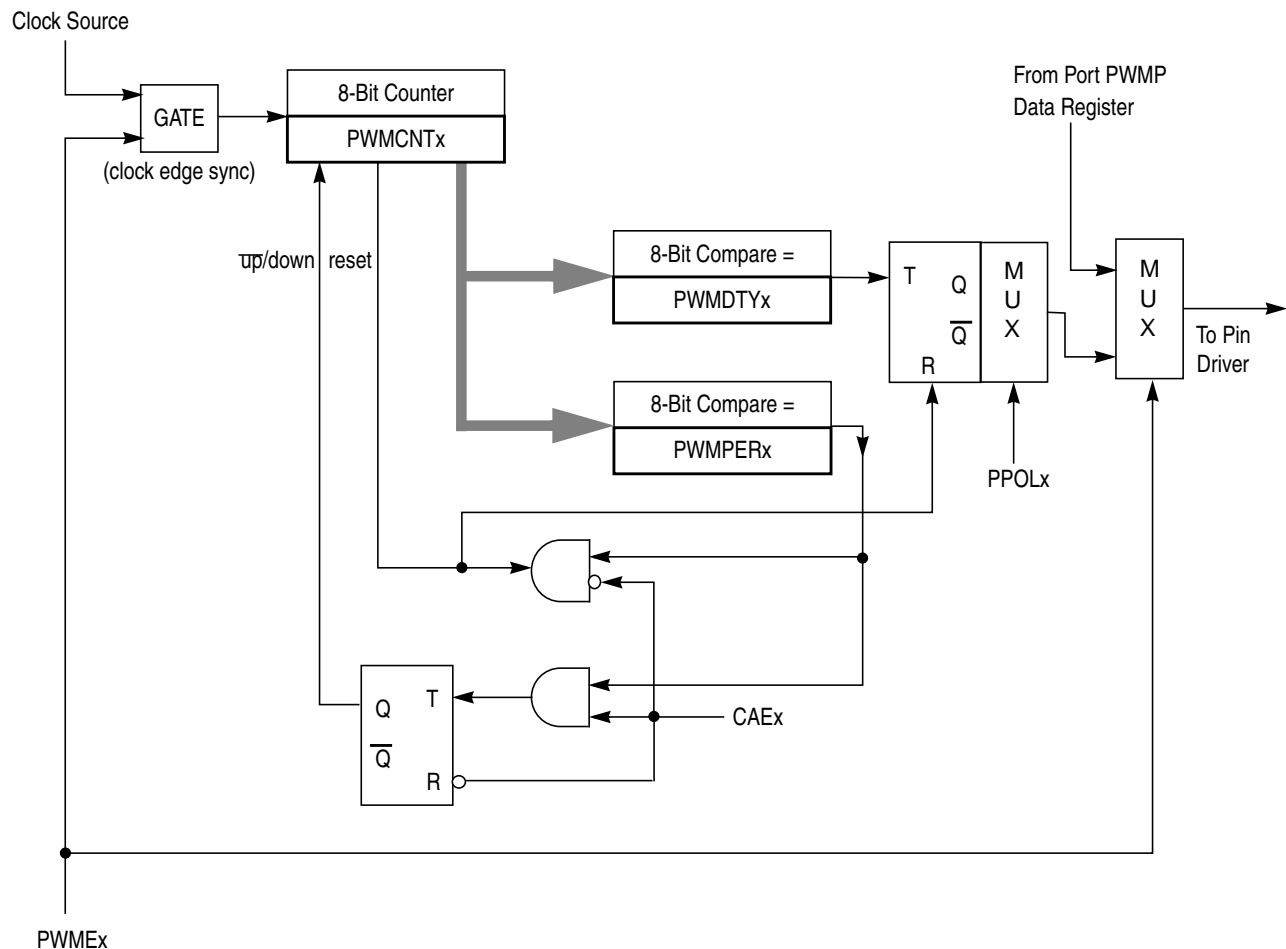 Clock Source
From Port PWMP
Data Register
8-Bit Counter
GATE
PWMCNTx
(clock edge sync)
u̅p̅/down
reset
8-Bit Compare =
PWMDTYx
T
Q
Q̅
R
M
U
X
M
U
X
To Pin
Driver
8-Bit Compare =
PWMPERx
PPOLx
Q
T
Q̅
R
CAEx
PWMEx